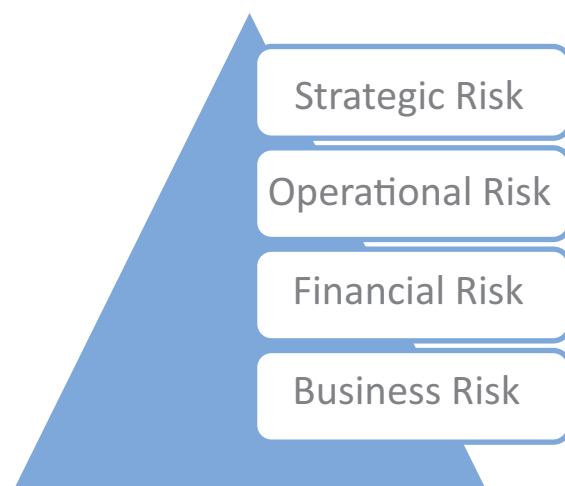 Strategic Risk
Operational Risk
Financial Risk
Business Risk